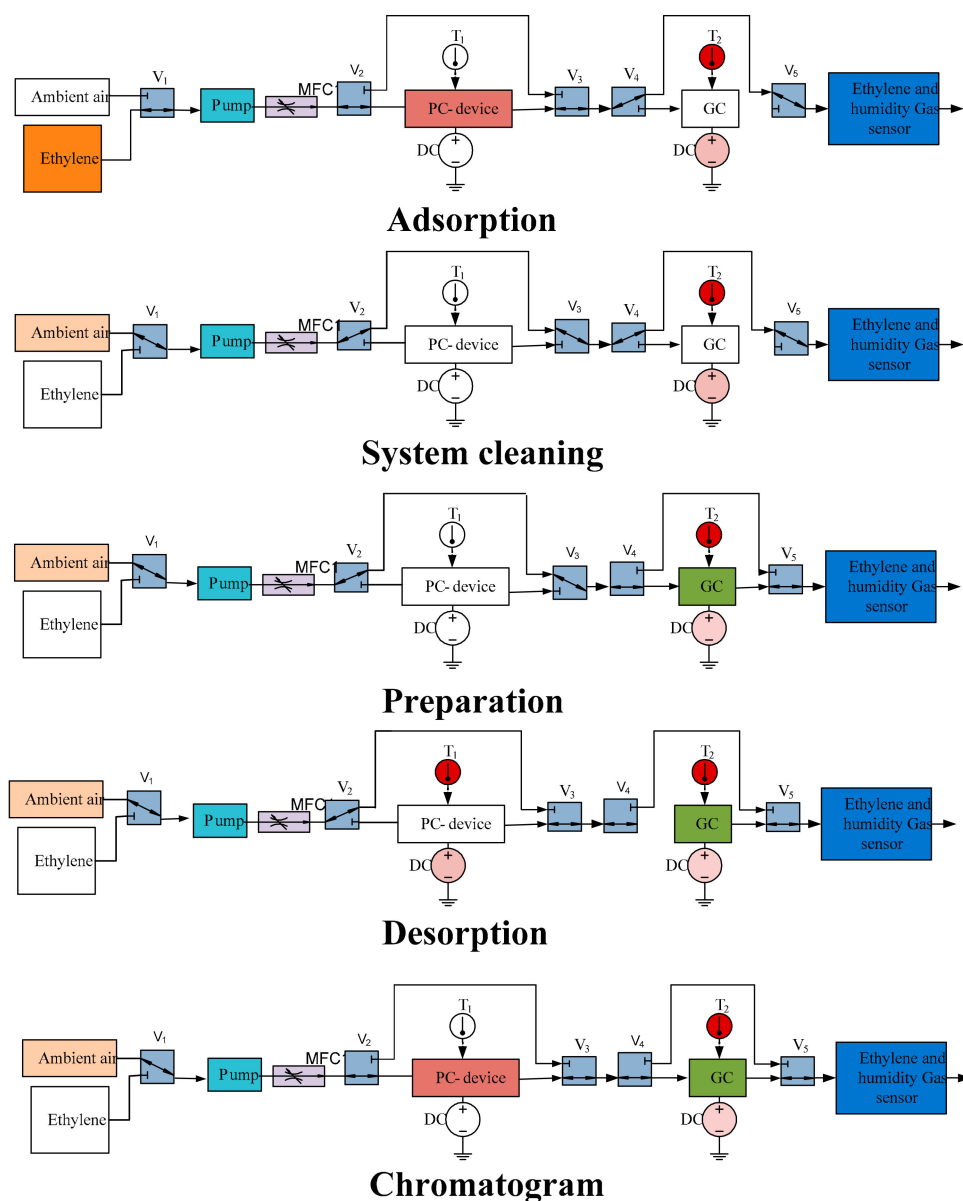 T1
T2
V1
V2
V3
V4
V5
MFC1
Ambient air
Pump
PC- device
GC
Ethylene and
humidity Gas
sensor
Ethylene
DC
DC
Adsorption
T1
T2
V1
V2
V3
V4
V5
MFC1
Ambient air
Pump
PC- device
GC
Ethylene and
humidity Gas
sensor
Ethylene
DC
DC
System cleaning
T1
T2
V1
V2
V3
V4
V5
MFC1
Ambient air
Pump
PC- device
GC
Ethylene and
humidity Gas
sensor
Ethylene
DC
DC
Preparation
T1
T2
V1
V2
V3
V4
V5
MFC1
Ambient air
Pump
PC- device
GC
Ethylene and
humidity Gas
sensor
Ethylene
DC
DC
Desorption
T1
T2
V1
V2
V3
V4
V5
MFC1
Ambient air
Pump
PC- device
GC
Ethylene and
humidity Gas
sensor
Ethylene
DC
DC
Chromatogram